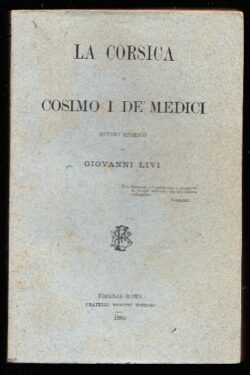 LA CORSICA
E
COSIMO I DE' MEDICI
STUDIO STORICO
DI
GIOVANNI LIVI
FIRENZE-ROMA
FRATELLI BENCINI EDITORI
1885